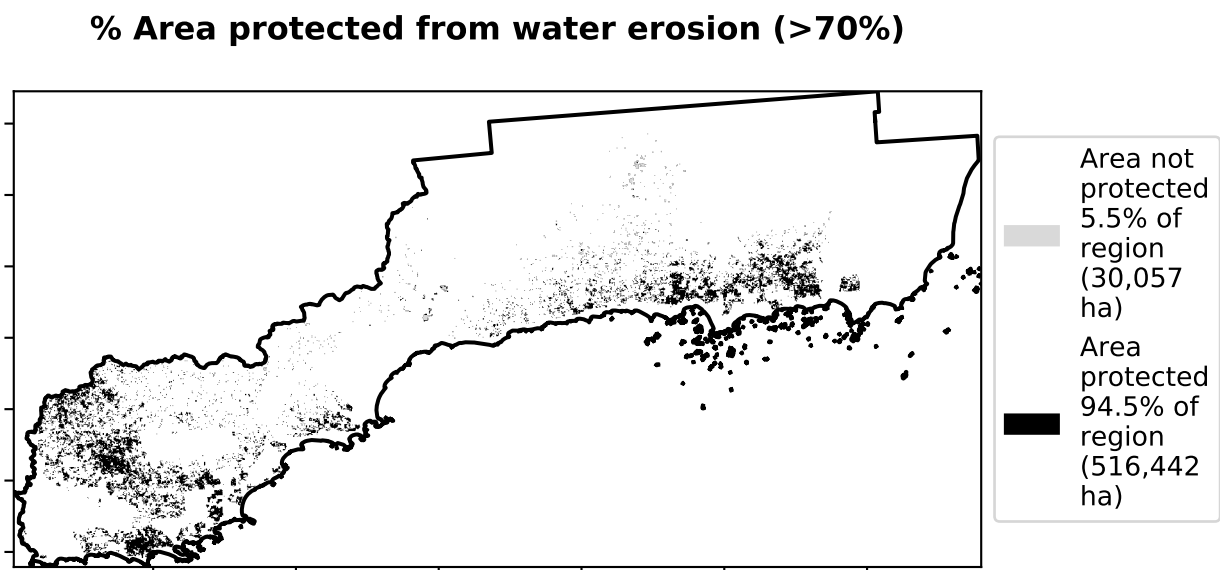 % Area protected from water erosion (>70%)
Area not
protected
5.5% of
region
(30,057
ha)
Area
protected
94.5% of
region
(516,442
ha)